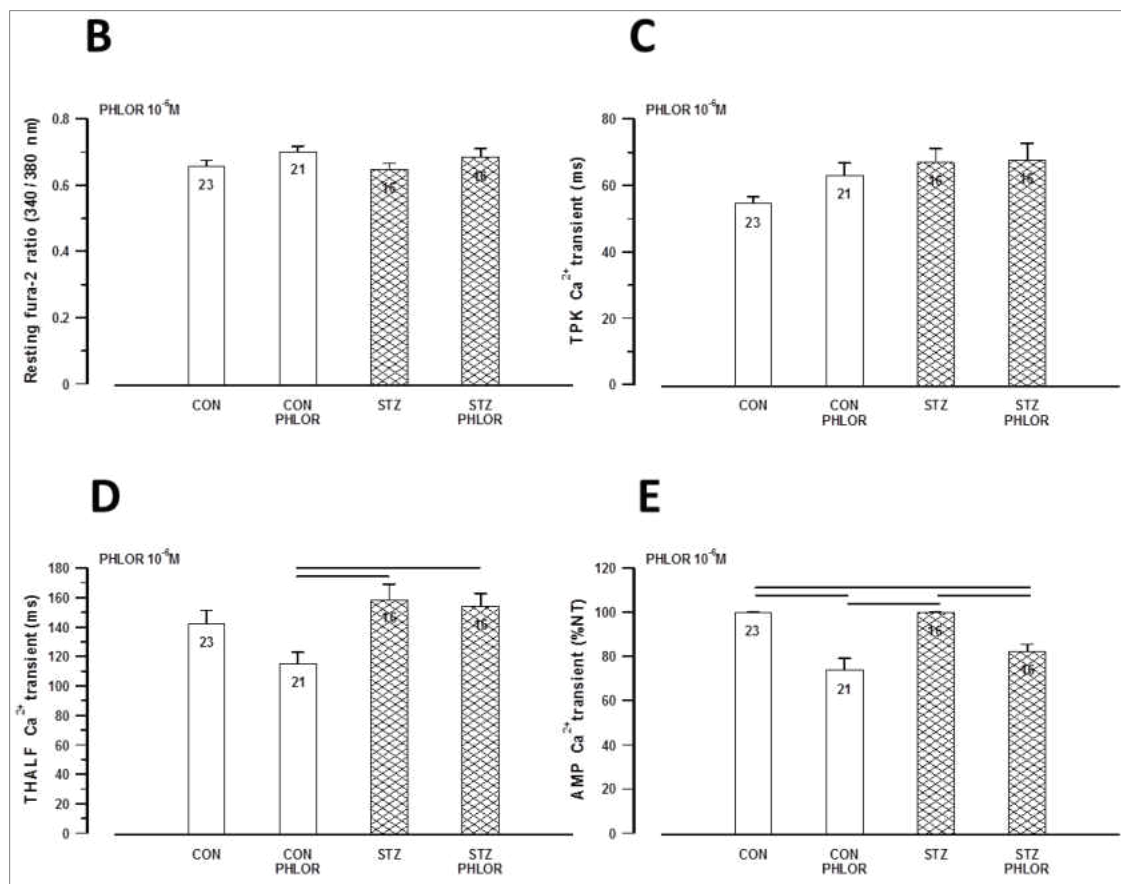 B
PHLOR 10⁻⁶M
Resting fura-2 ratio (340 / 380 nm)
0.8
0.6
0.4
0.2
0
23
21
16
16
CON
CON PHLOR
STZ
STZ PHLOR
C
PHLOR 10⁻⁶M
TPK Ca²⁺ transient (ms)
80
60
40
20
0
23
21
16
16
CON
CON PHLOR
STZ
STZ PHLOR
D
PHLOR 10⁻⁶M
THALF Ca²⁺ transient (ms)
180
160
140
120
100
80
60
40
20
0
23
21
16
16
CON
CON PHLOR
STZ
STZ PHLOR
E
PHLOR 10⁻⁶M
AMP Ca²⁺ transient (%NT)
120
100
80
60
40
20
0
23
21
16
16
CON
CON PHLOR
STZ
STZ PHLOR